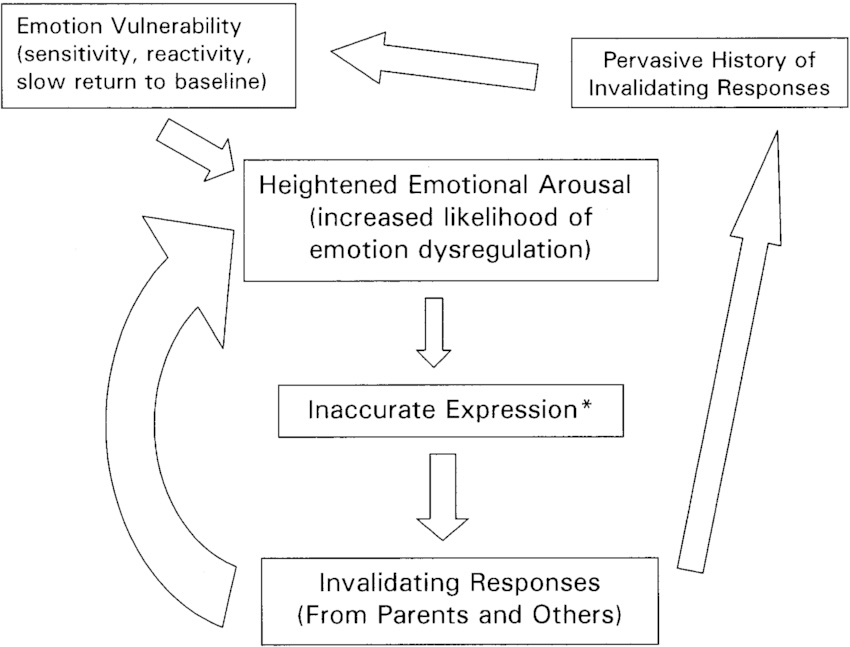 Emotion Vulnerability
(sensitivity, reactivity,
slow return to baseline)
Pervasive History of
Invalidating Responses
Heightened Emotional Arousal
(increased likelihood of
emotion dysregulation)
Inaccurate Expression*
Invalidating Responses
(From Parents and Others)